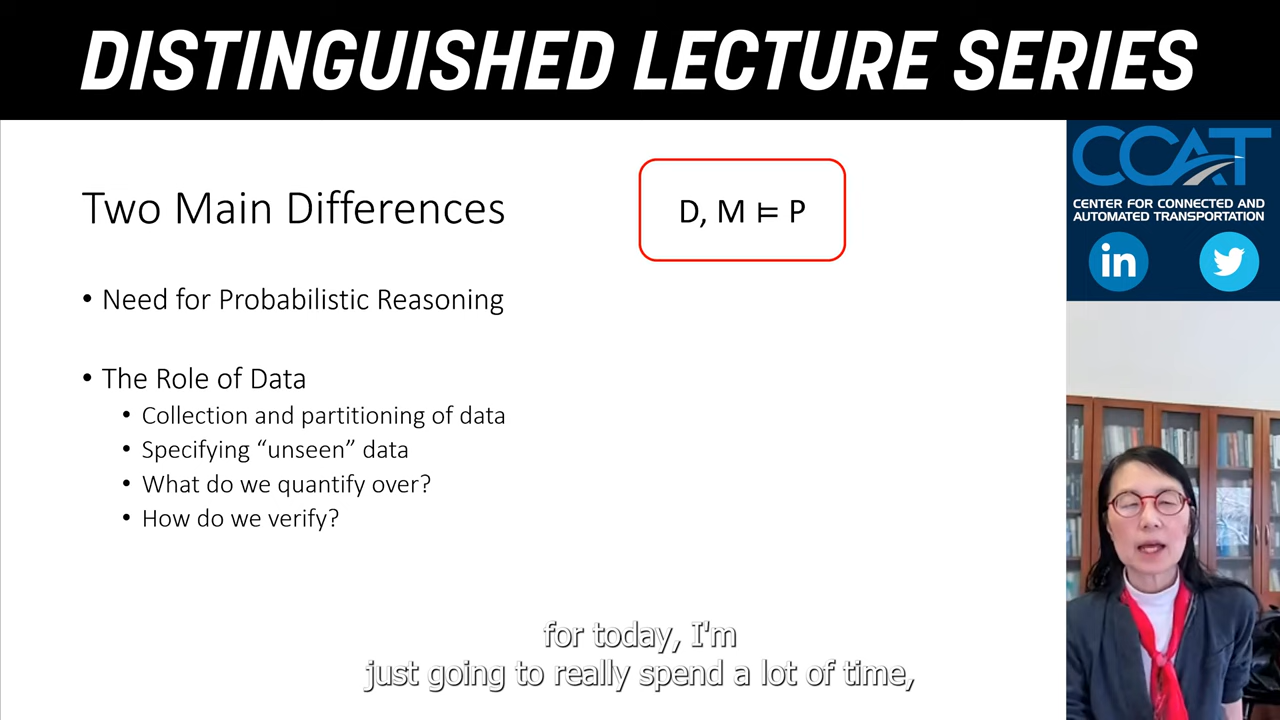 DISTINGUISHED LECTURE SERIES
Two Main Differences
D, M ⊨ P
• Need for Probabilistic Reasoning
• The Role of Data
• Collection and partitioning of data
• Specifying “unseen” data
• What do we quantify over?
• How do we verify?
CCAT
CENTER FOR CONNECTED AND
AUTOMATED TRANSPORTATION
in
for today, I'm
just going to really spend a lot of time,